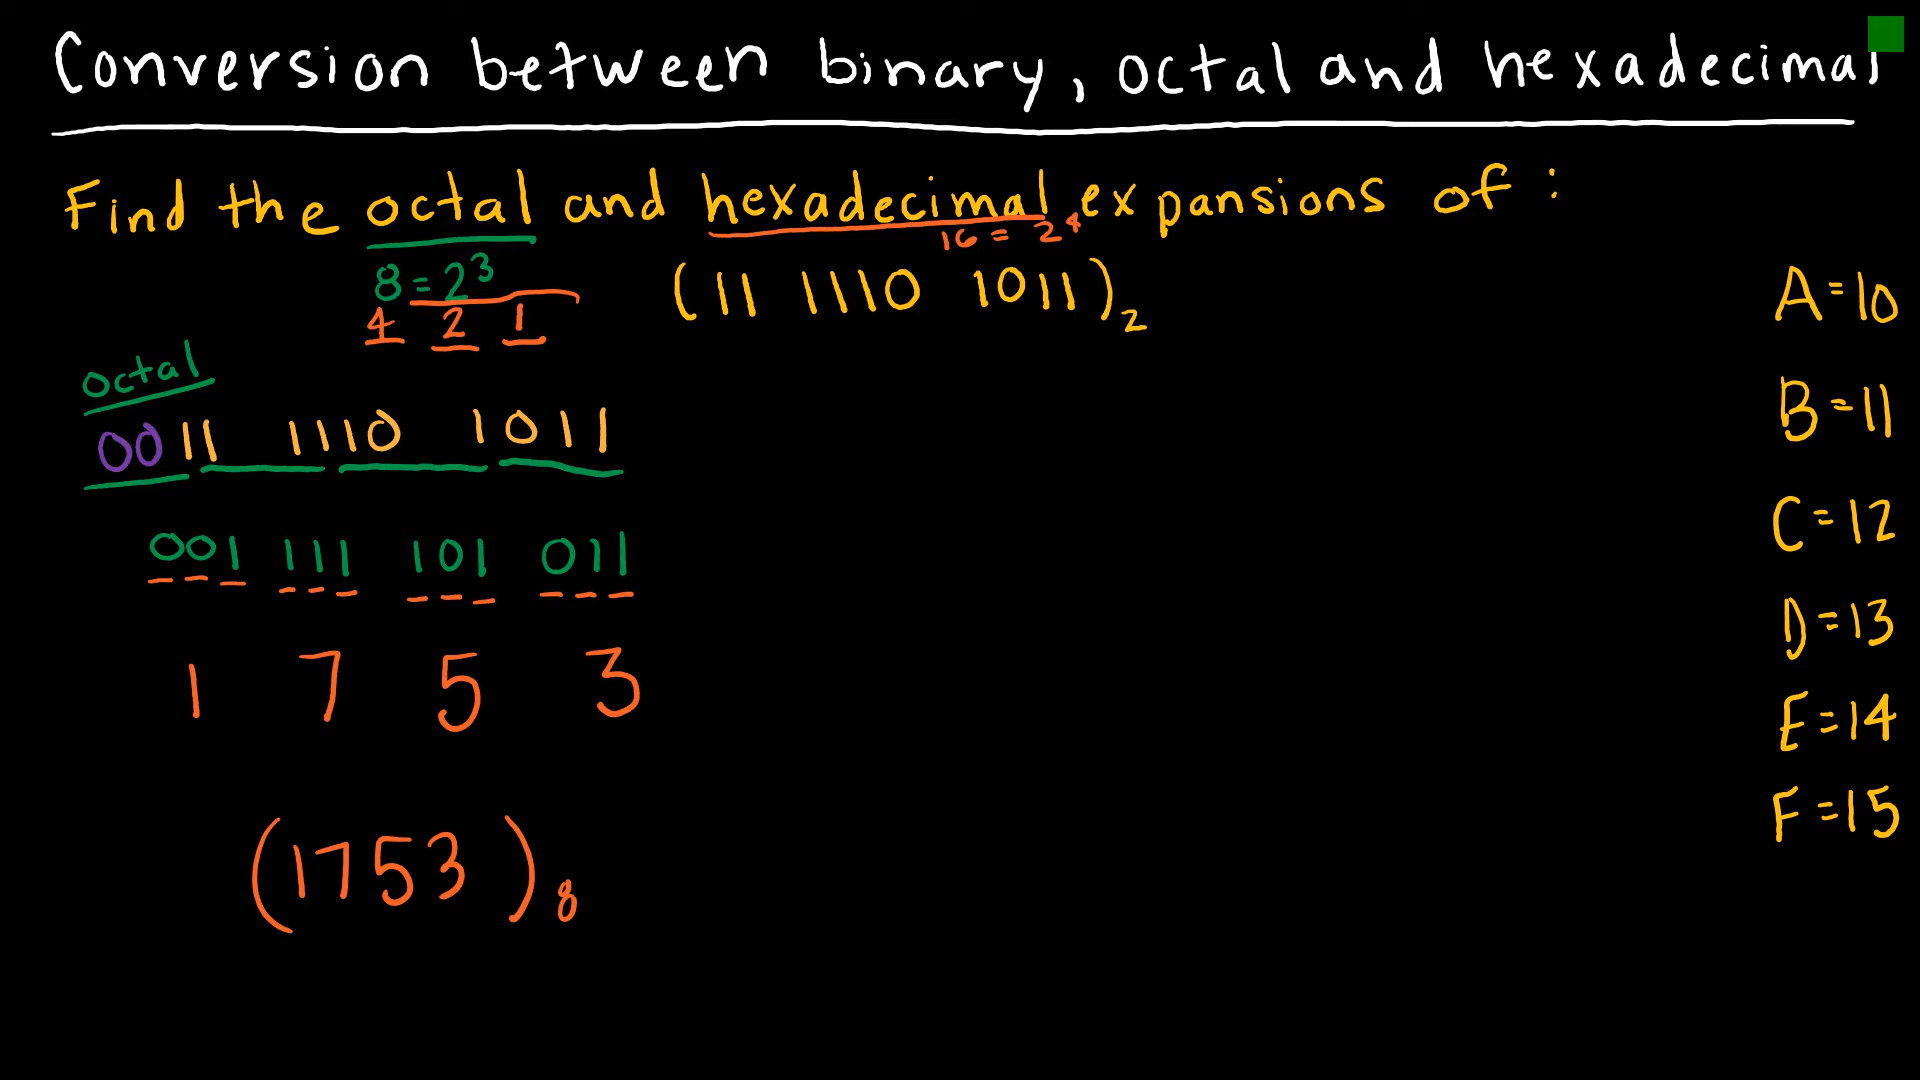 Conversion between binary, octal and hexadecimal
Find the octal and hexadecimal expansions of :
16 = 2⁴
8 = 2³
(11 1110 1011)₂
4 2 1
octal
0011 1110 1011
001 111 101 011
1 7 5 3
(1753)₈
A=10
B=11
C=12
D=13
E=14
F=15